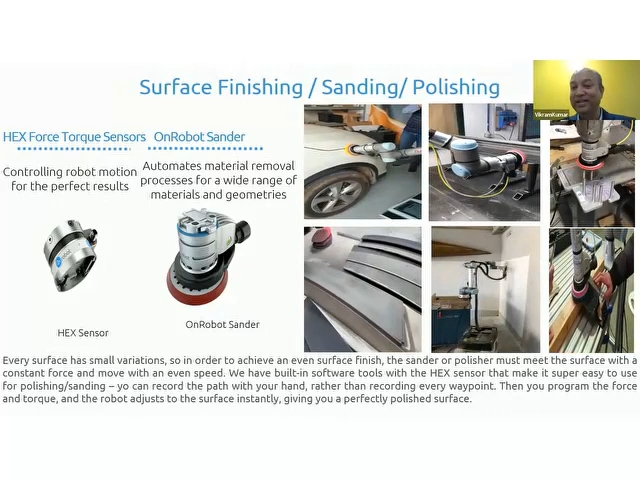 Surface Finishing / Sanding/ Polishing
VikramKumar
HEX Force Torque Sensors
Controlling robot motion
for the perfect results
OnRobot Sander
Automates material removal
processes for a wide range of
materials and geometries
HEX Sensor
OnRobot Sander
Every surface has small variations, so in order to achieve an even surface finish, the sander or polisher must meet the surface with a
constant force and move with an even speed. We have built-in software tools with the HEX sensor that make it super easy to use
for polishing/sanding – yo can record the path with your hand, rather than recording every waypoint. Then you program the force
and torque, and the robot adjusts to the surface instantly, giving you a perfectly polished surface.